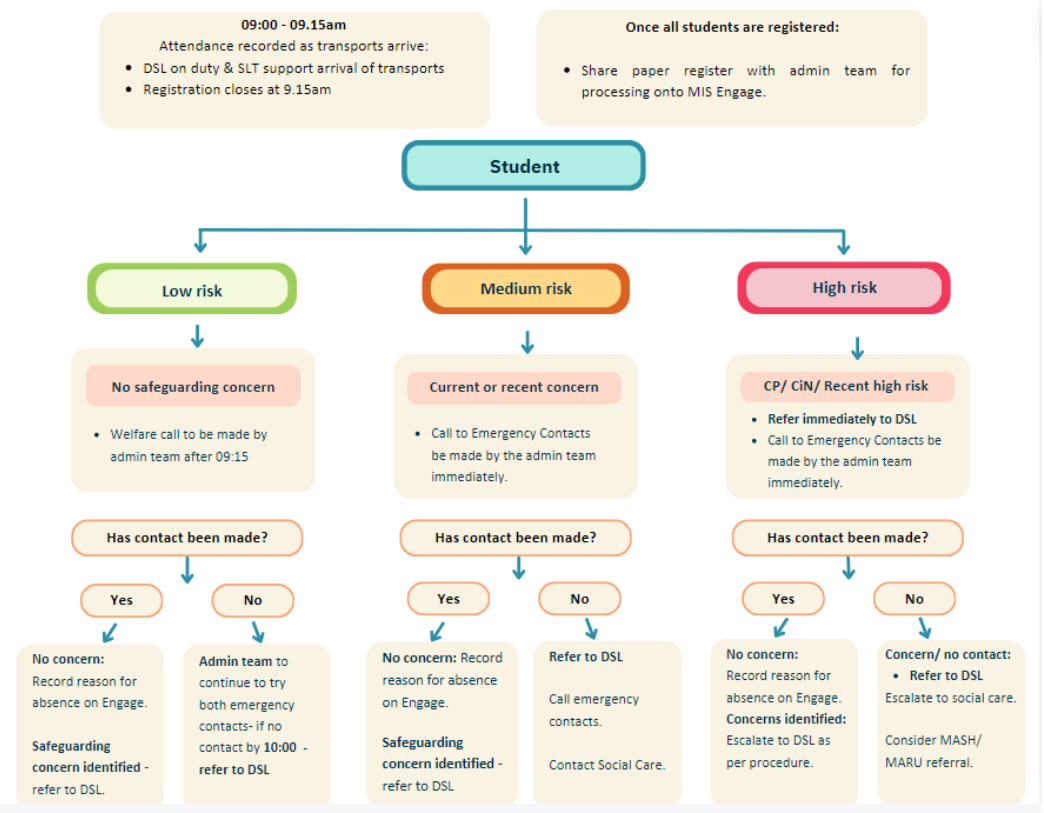 09:00 - 09.15am
Attendance recorded as transports arrive:
• DSL on duty & SLT support arrival of transports
• Registration closes at 9.15am
Once all students are registered:
• Share paper register with admin team for
processing onto MIS Engage.
Student
Low risk
Medium risk
High risk
No safeguarding concern
• Welfare call to be made by
admin team after 09:15
Current or recent concern
• Call to Emergency Contacts
be made by the admin team
immediately.
CP/ CiN/ Recent high risk
• Refer immediately to DSL
• Call to Emergency Contacts be
made by the admin team
immediately.
Has contact been made?
Has contact been made?
Has contact been made?
Yes
No
Yes
No
Yes
No
No concern:
Record reason for
absence on Engage.
Safeguarding
concern identified -
refer to DSL.
Admin team to
continue to try
both emergency
contacts- if no
contact by 10:00 -
refer to DSL
No concern: Record
reason for absence
on Engage.
Safeguarding
concern identified -
refer to DSL
Refer to DSL
Call emergency
contacts.
Contact Social Care.
No concern:
Record reason for
absence on Engage.
Concerns identified:
Escalate to DSL as
per procedure.
Concern/ no contact:
• Refer to DSL
Escalate to social care.
Consider MASH/
MARU referral.